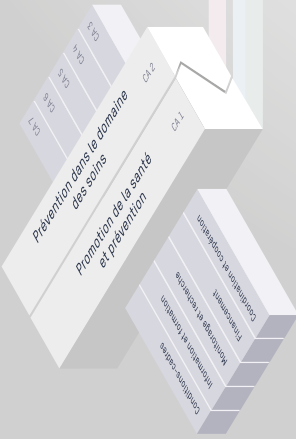 CA 3
CA 4
CA 5
CA 6
CA 7
CA 2
Prévention dans le domaine
des soins
CA 1
Promotion de la santé
et prévention
Coordination et coopération
Financement
Monitorage et recherche
Information et formation
Conditions-cadres